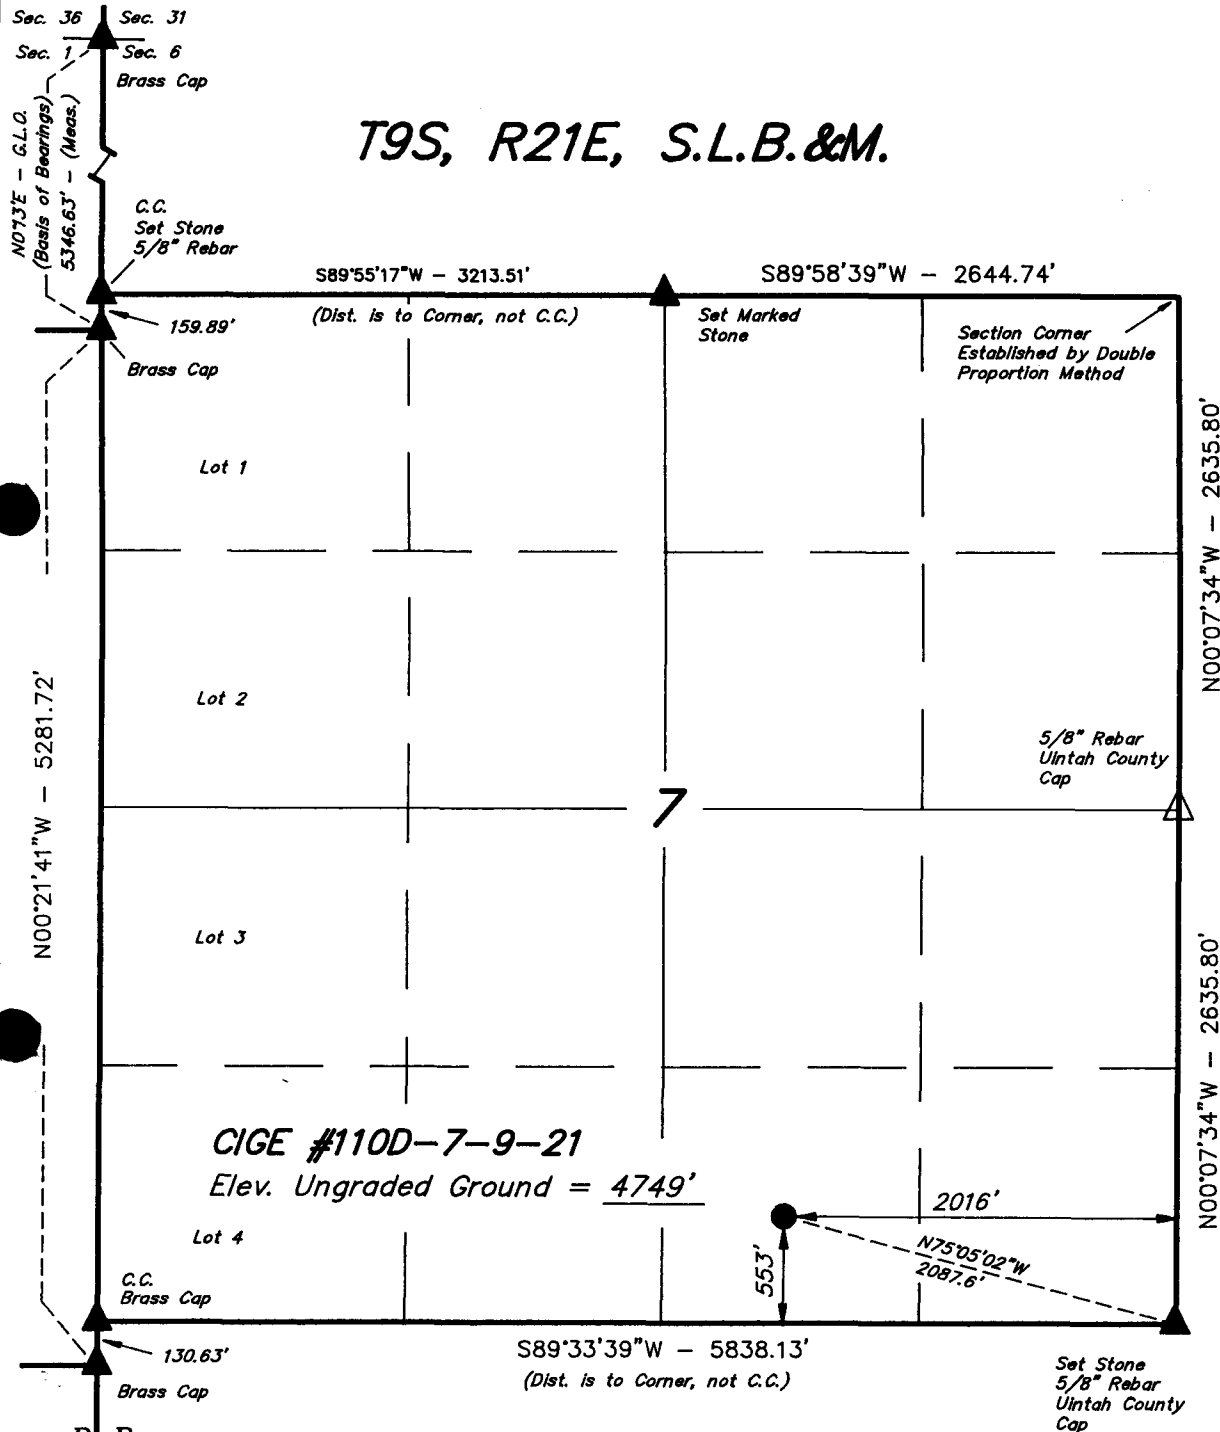 Sec. 36
Sec. 31
Sec. 1
Sec. 6
Brass Cap
N0°13'E - G.L.O.
(Basis of Bearings)
5346.63' - (Meas.)
T9S, R21E, S.L.B.&M.
C.C.
Set Stone
5/8" Rebar
S89°55'17"W - 3213.51'
(Dist. is to Corner, not C.C.)
S89°58'39"W - 2644.74'
159.89'
Brass Cap
Set Marked
Stone
Section Corner
Established by Double
Proportion Method
N00°07'34"W - 2635.80'
Lot 1
Lot 2
N00°21'41"W - 5281.72'
5/8" Rebar
Uintah County
Cap
7
Lot 3
N00°07'34"W - 2635.80'
CIGE #110D-7-9-21
Elev. Ungraded Ground = 4749'
Lot 4
2016'
553'
N75°05'02"W
2087.6'
C.C.
Brass Cap
130.63'
Brass Cap
S89°33'39"W - 5838.13'
(Dist. is to Corner, not C.C.)
Set Stone
5/8" Rebar
Uintah County
Cap